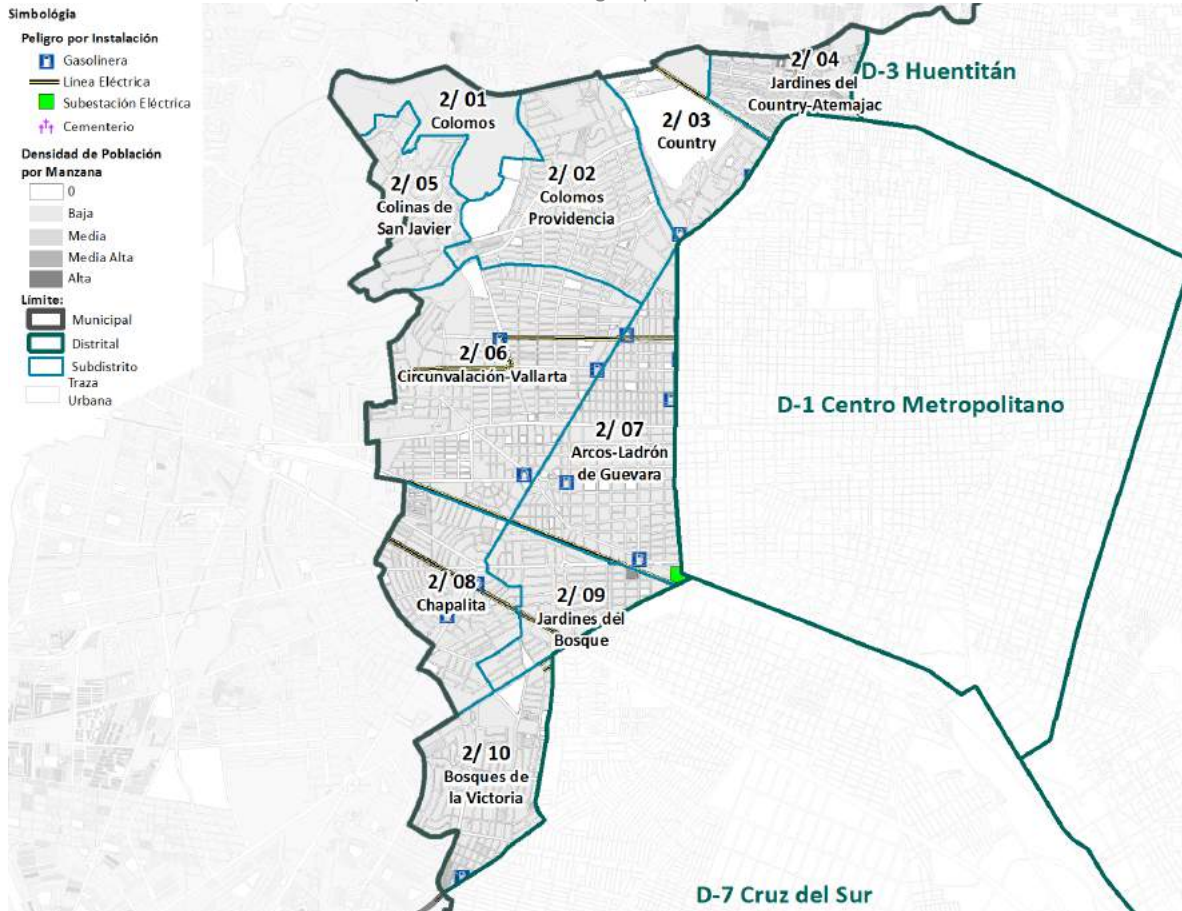 Simbológia
Peligro por Instalación
Gasolinera
Línea Eléctrica
Subestación Eléctrica
Cementerio
Densidad de Población
por Manzana
0
Baja
Media
Media Alta
Alta
Límite:
Municipal
Distrital
Subdistrito
Traza
Urbana
2/ 01
Colomos
2/ 02
Colomos
Providencia
2/ 03
Country
2/ 04
Jardines del
Country-Atemajac
D-3 Huentitán
2/ 05
Colinas de
San Javier
2/ 06
Circunvalación-Vallarta
D-1 Centro Metropolitano
2/ 07
Arcos-Ladrón
de Guevara
2/ 08
Chapalita
2/ 09
Jardines del
Bosque
2/ 10
Bosques de
la Victoria
D-7 Cruz del Sur